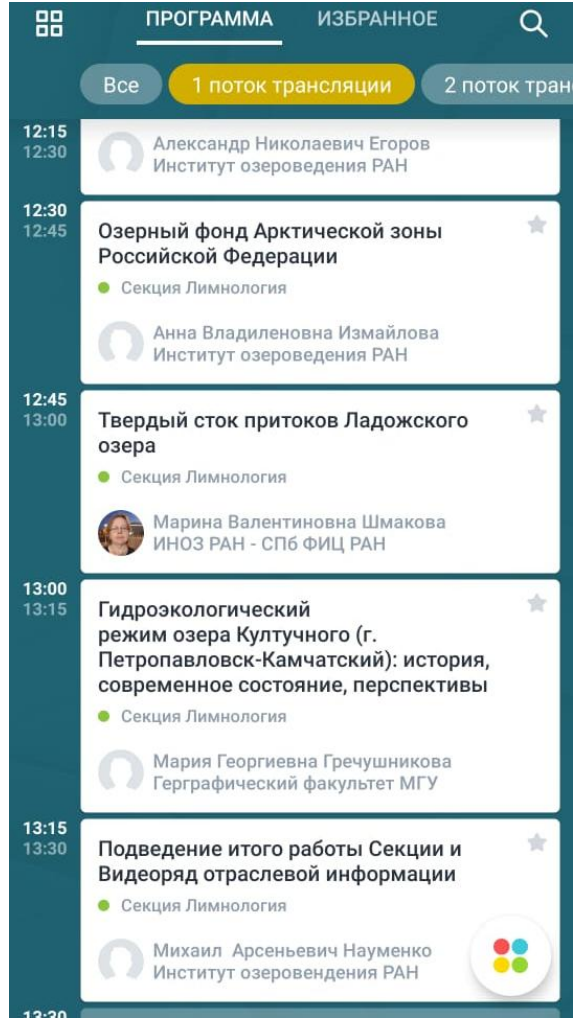 ПРОГРАММА ИЗБРАННОЕ
Все 1 поток трансляции 2 поток тран
12:15
12:30
Александр Николаевич Егоров
Институт озероведения РАН
12:30
12:45
Озерный фонд Арктической зоны
Российской Федерации
Секция Лимнология
Анна Владиленовна Измайлова
Институт озероведения РАН
12:45
13:00
Твердый сток притоков Ладожского
озера
Секция Лимнология
Марина Валентиновна Шмакова
ИНОЗ РАН - СПб ФИЦ РАН
13:00
13:15
Гидроэкологический
режим озера Култучного (г.
Петропавловск-Камчатский): история,
современное состояние, перспективы
Секция Лимнология
Мария Георгиевна Гречушникова
Герграфический факультет МГУ
13:15
13:30
Подведение итого работы Секции и
Видеоряд отраслевой информации
Секция Лимнология
Михаил Арсеньевич Науменко
Институт озеровендения РАН
13:30